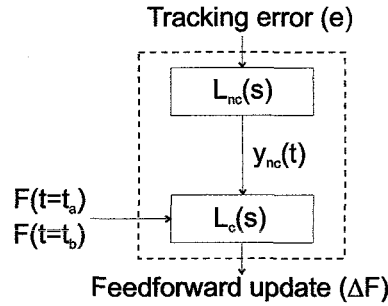 Tracking error (e)
L_nc(s)
y_nc(t)
F(t=t_a)
F(t=t_b)
L_c(s)
Feedforward update (ΔF)